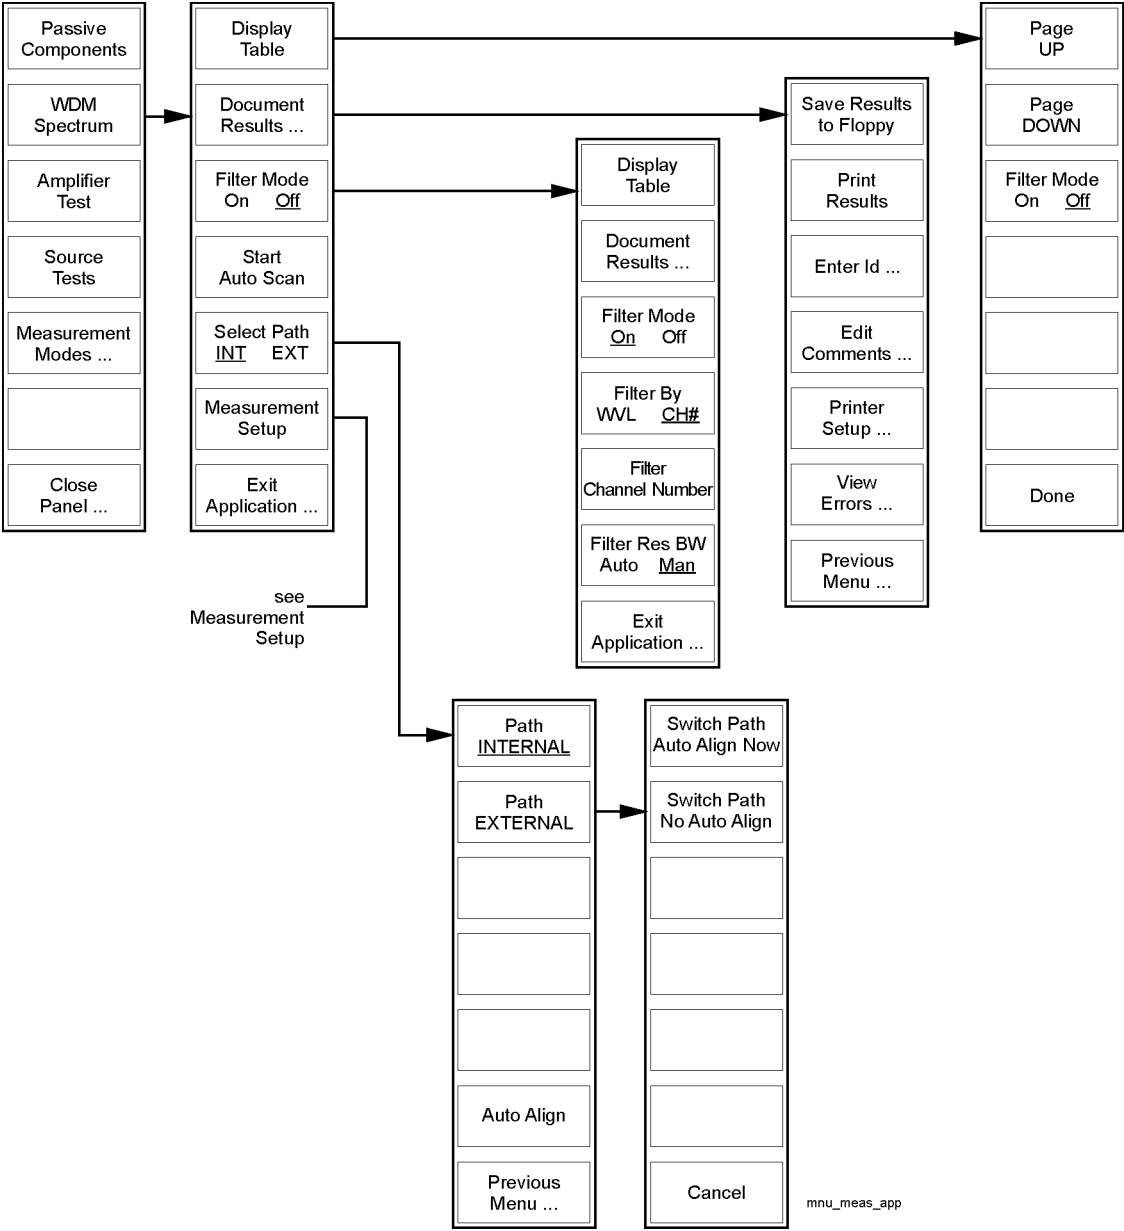 Passive
Components
WDM
Spectrum
Amplifier
Test
Source
Tests
Measurement
Modes ...
Close
Panel ...
Display
Table
Document
Results ...
Filter Mode
On Off
Start
Auto Scan
Select Path
INT EXT
Measurement
Setup
Exit
Application ...
see
Measurement
Setup
Display
Table
Document
Results ...
Filter Mode
On Off
Filter By
WVL CH#
Filter
Channel Number
Filter Res BW
Auto Man
Exit
Application ...
Save Results
to Floppy
Print
Results
Enter Id ...
Edit
Comments ...
Printer
Setup ...
View
Errors ...
Previous
Menu ...
Page
UP
Page
DOWN
Filter Mode
On Off
Done
Path
INTERNAL
Path
EXTERNAL
Auto Align
Previous
Menu ...
Switch Path
Auto Align Now
Switch Path
No Auto Align
Cancel
mnu_meas_app